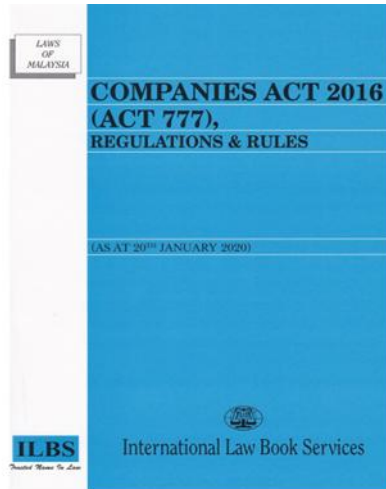 LAWS
OF
MALAYSIA
COMPANIES ACT 2016
(ACT 777),
REGULATIONS & RULES
(AS AT 20TH JANUARY 2020)
ILBS
Trusted Name In Law
International Law Book Services